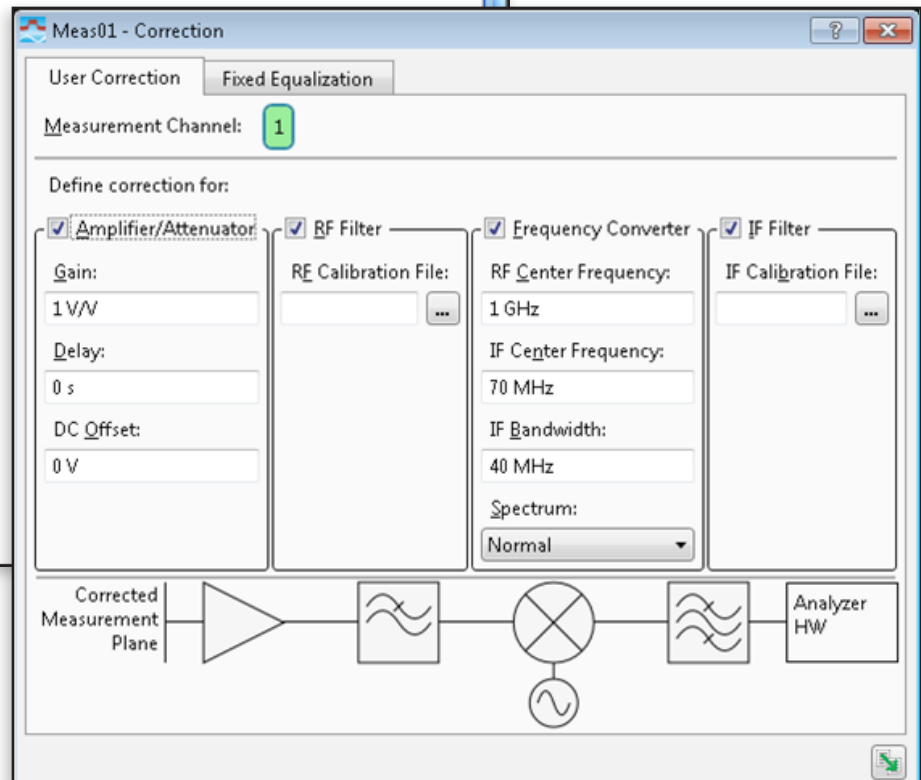 Meas01 - Correction
?
User Correction
Fixed Equalization
Measurement Channel: 1
Define correction for:
Amplifier/Attenuator
Gain:
1 V/V
Delay:
0 s
DC Offset:
0 V
RF Filter
RF Calibration File:
...
Frequency Converter
RF Center Frequency:
1 GHz
IF Center Frequency:
70 MHz
IF Bandwidth:
40 MHz
Spectrum:
Normal
IF Filter
IF Calibration File:
...
Corrected
Measurement
Plane
Analyzer
HW